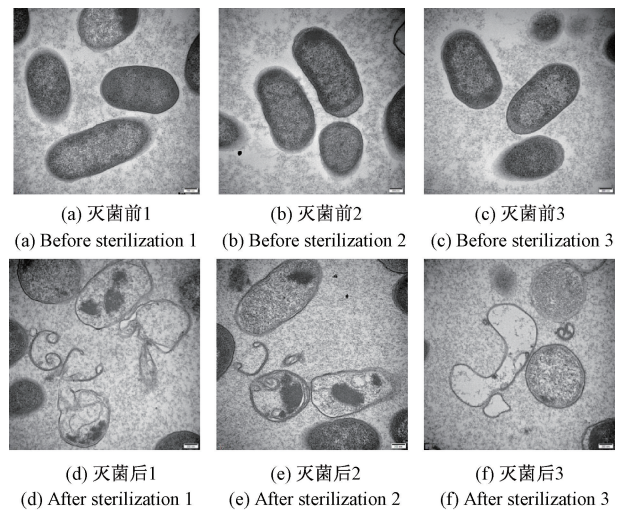 (a) 灭菌前1
(b) 灭菌前2
(c) 灭菌前3
(a) Before sterilization 1
(b) Before sterilization 2
(c) Before sterilization 3
(d) 灭菌后1
(e) 灭菌后2
(f) 灭菌后3
(d) After sterilization 1
(e) After sterilization 2
(f) After sterilization 3